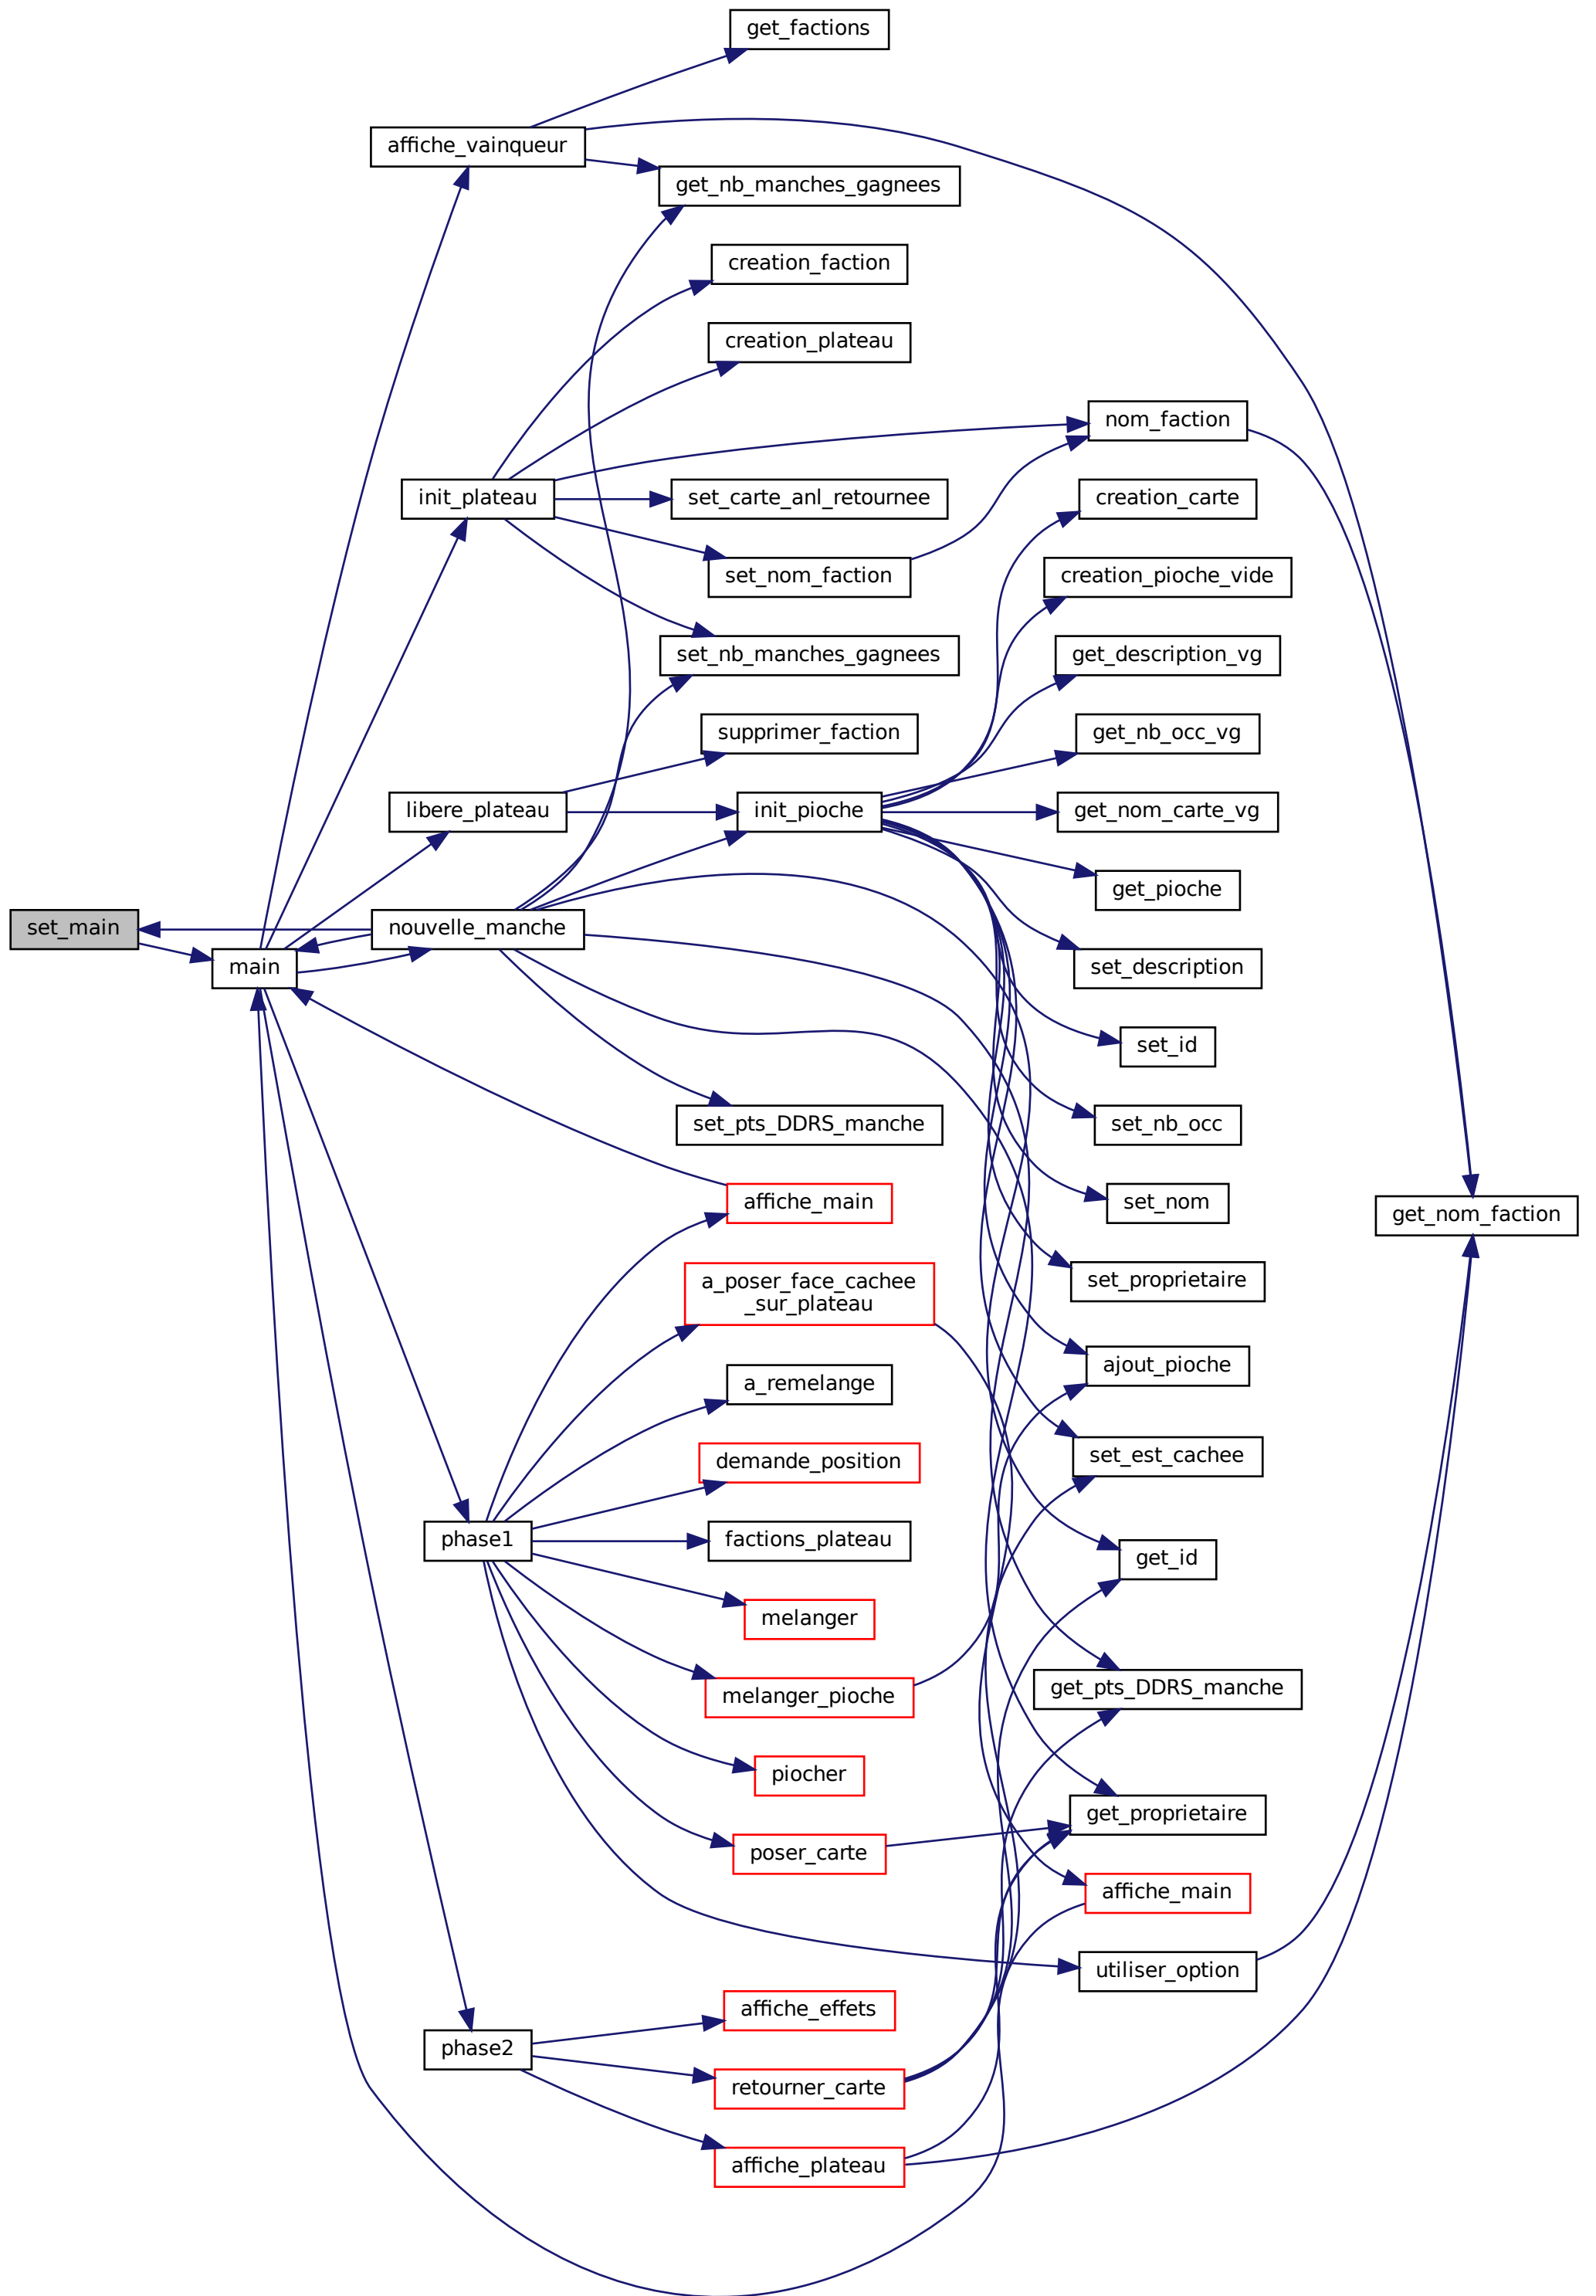 get_factions
affiche_vainqueur
get_nb_manches_gagnees
creation_faction
creation_plateau
nom_faction
init_plateau
set_carte_anl_retournee
creation_carte
set_nom_faction
creation_pioche_vide
set_nb_manches_gagnees
get_description_vg
supprimer_faction
get_nb_occ_vg
libere_plateau
init_pioche
get_nom_carte_vg
get_pioche
set_main
nouvelle_manche
main
set_description
set_id
set_pts_DDRS_manche
set_nb_occ
affiche_main
set_nom
get_nom_faction
a_poser_face_cachee
_sur_plateau
set_proprietaire
a_remelange
ajout_pioche
demande_position
set_est_cachee
phase1
factions_plateau
get_id
melanger
melanger_pioche
get_pts_DDRS_manche
piocher
get_proprietaire
poser_carte
affiche_main
utiliser_option
affiche_effets
phase2
retourner_carte
affiche_plateau